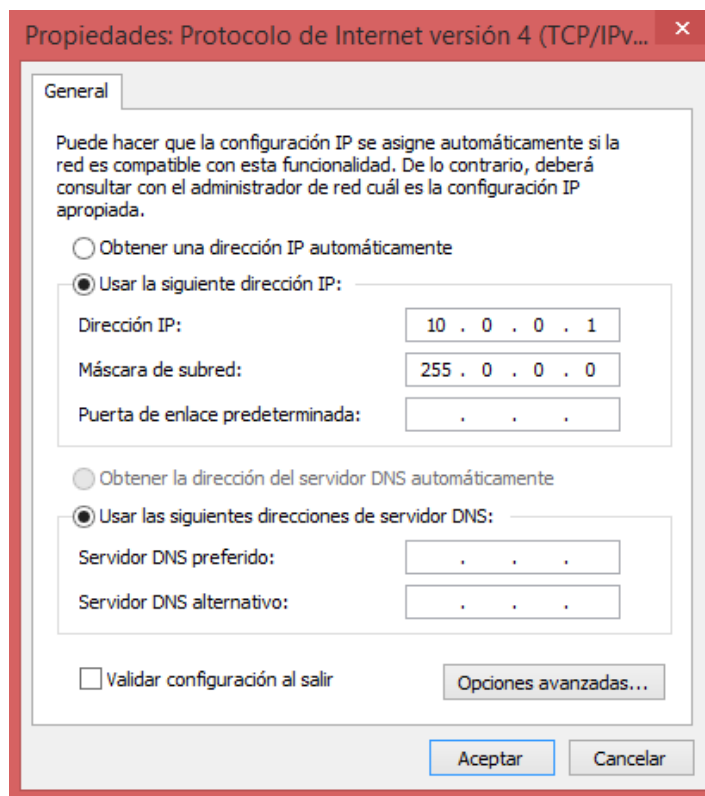 Propiedades: Protocolo de Internet versión 4 (TCP/IPv...
General
Puede hacer que la configuración IP se asigne automáticamente si la
red es compatible con esta funcionalidad. De lo contrario, deberá
consultar con el administrador de red cuál es la configuración IP
apropiada.
Obtener una dirección IP automáticamente
Usar la siguiente dirección IP:
Dirección IP: 10 . 0 . 0 . 1
Máscara de subred: 255 . 0 . 0 . 0
Puerta de enlace predeterminada: . . .
Obtener la dirección del servidor DNS automáticamente
Usar las siguientes direcciones de servidor DNS:
Servidor DNS preferido: . . .
Servidor DNS alternativo: . . .
Validar configuración al salir Opciones avanzadas...
Aceptar Cancelar